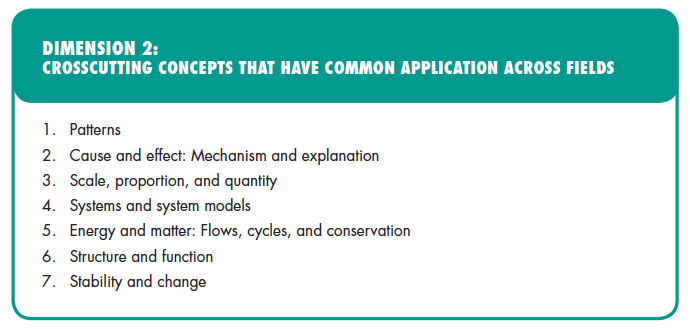 DIMENSION 2:
CROSSCUTTING CONCEPTS THAT HAVE COMMON APPLICATION ACROSS FIELDS
1. Patterns
2. Cause and effect: Mechanism and explanation
3. Scale, proportion, and quantity
4. Systems and system models
5. Energy and matter: Flows, cycles, and conservation
6. Structure and function
7. Stability and change